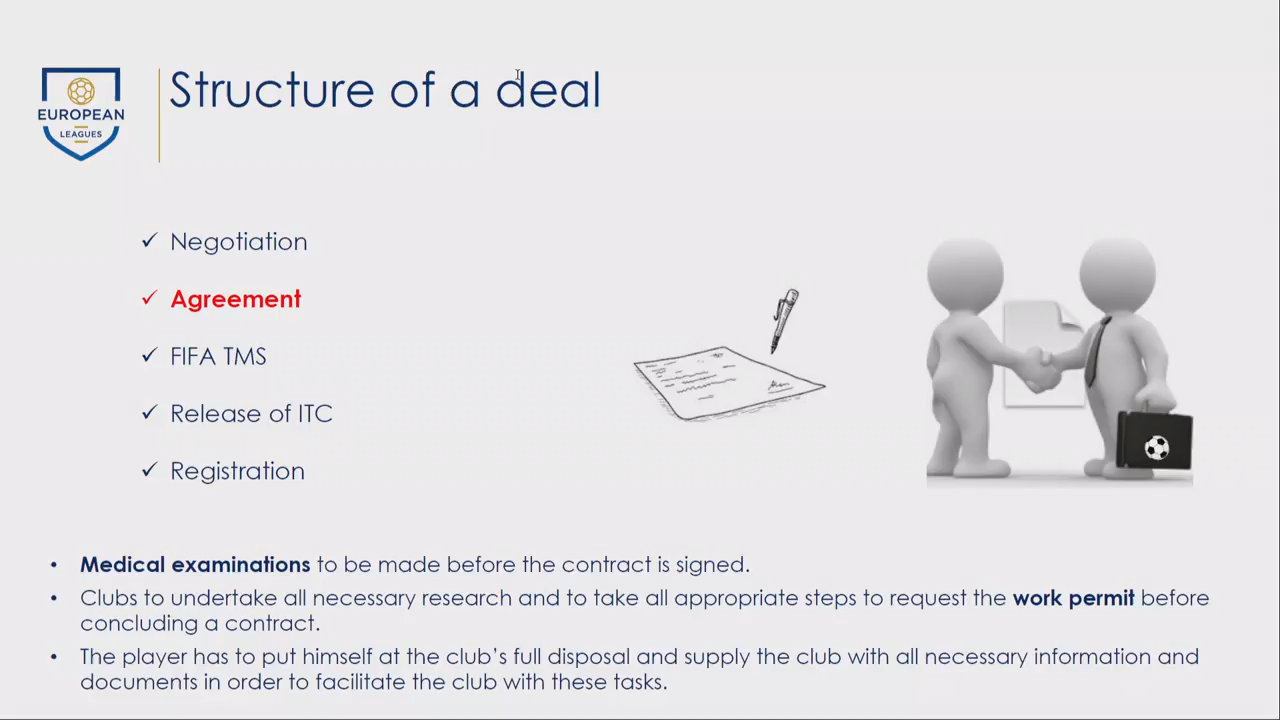 EUROPEAN
LEAGUES
Structure of a deal
✓ Negotiation
✓ Agreement
✓ FIFA TMS
✓ Release of ITC
✓ Registration
• Medical examinations to be made before the contract is signed.
• Clubs to undertake all necessary research and to take all appropriate steps to request the work permit before
concluding a contract.
• The player has to put himself at the club’s full disposal and supply the club with all necessary information and
documents in order to facilitate the club with these tasks.